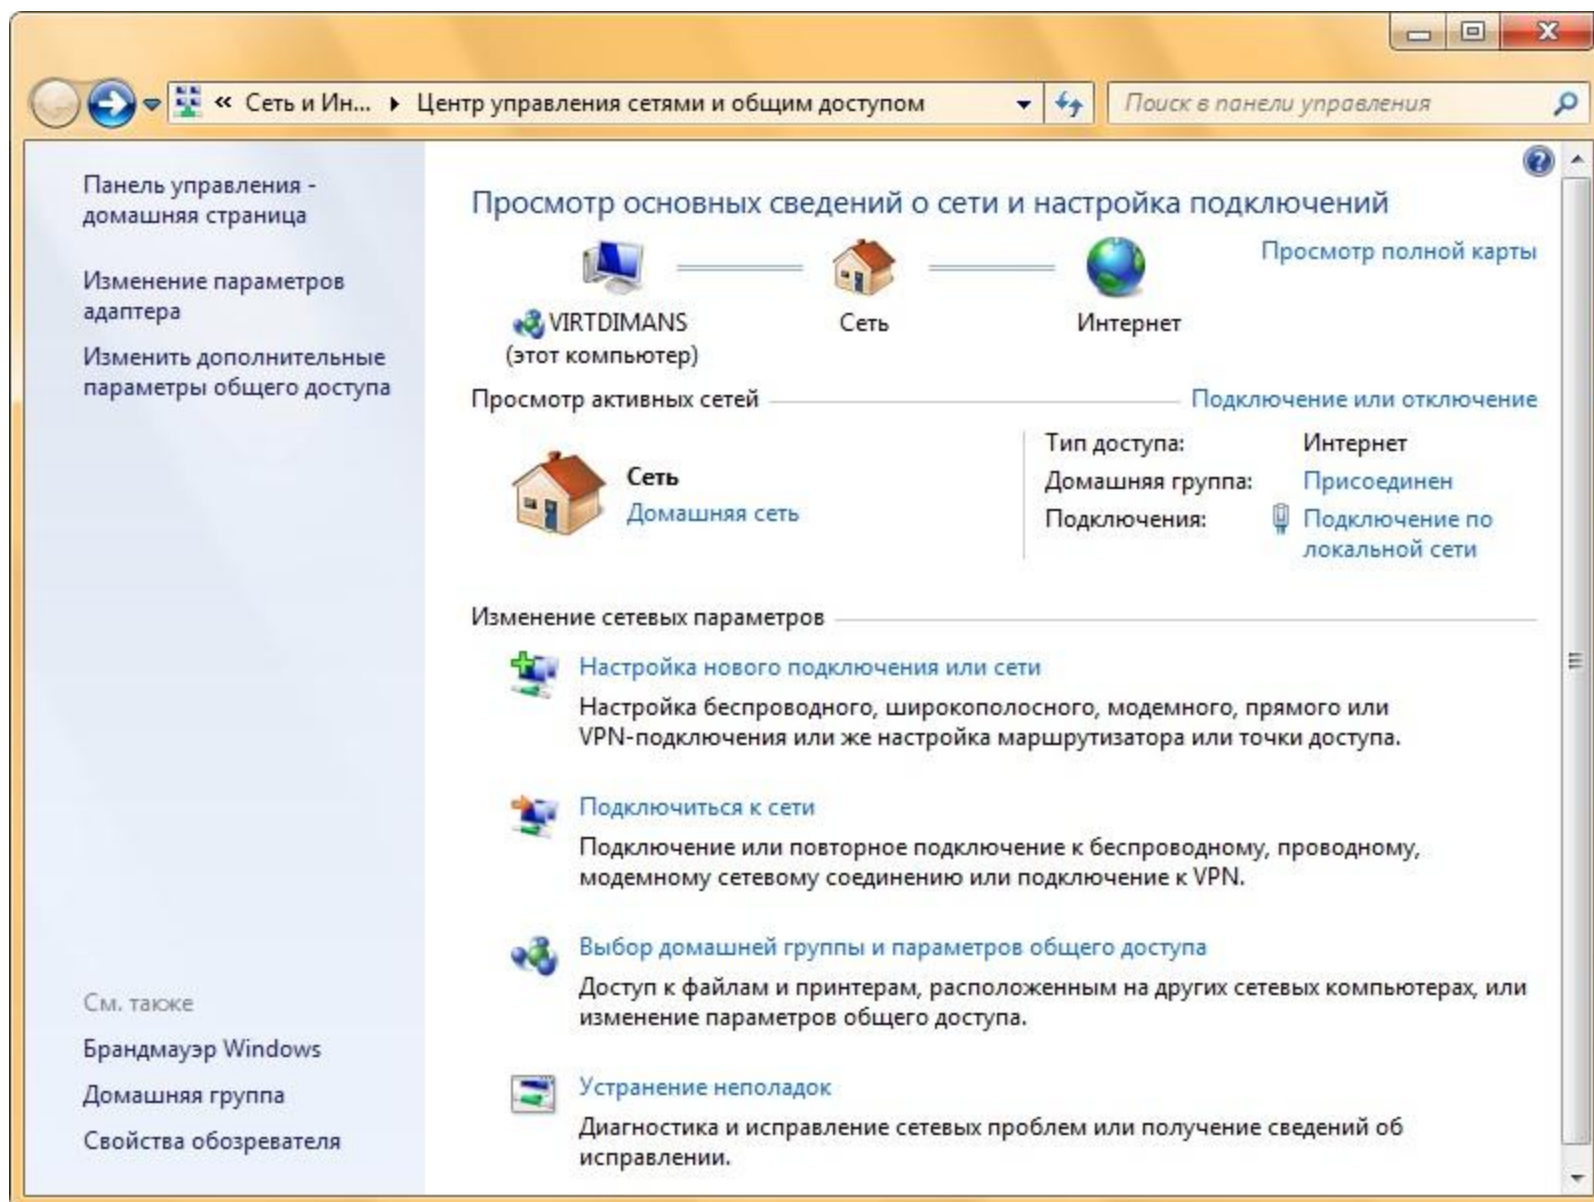 « Сеть и Ин... Центр управления сетями и общим доступом
Поиск в панели управления
Панель управления -
домашняя страница
Изменение параметров
адаптера
Изменить дополнительные
параметры общего доступа
См. также
Брандмауэр Windows
Домашняя группа
Свойства обозревателя
Просмотр основных сведений о сети и настройка подключений
Просмотр полной карты
VIRTDIMANS
(этот компьютер)
Сеть
Интернет
Просмотр активных сетей
Подключение или отключение
Сеть
Домашняя сеть
Тип доступа: Интернет
Домашняя группа: Присоединен
Подключения: Подключение по
локальной сети
Изменение сетевых параметров
Настройка нового подключения или сети
Настройка беспроводного, широкополосного, модемного, прямого или
VPN-подключения или же настройка маршрутизатора или точки доступа.
Подключиться к сети
Подключение или повторное подключение к беспроводному, проводному,
модемному сетевому соединению или подключение к VPN.
Выбор домашней группы и параметров общего доступа
Доступ к файлам и принтерам, расположенным на других сетевых компьютерах, или
изменение параметров общего доступа.
Устранение неполадок
Диагностика и исправление сетевых проблем или получение сведений об
исправлении.